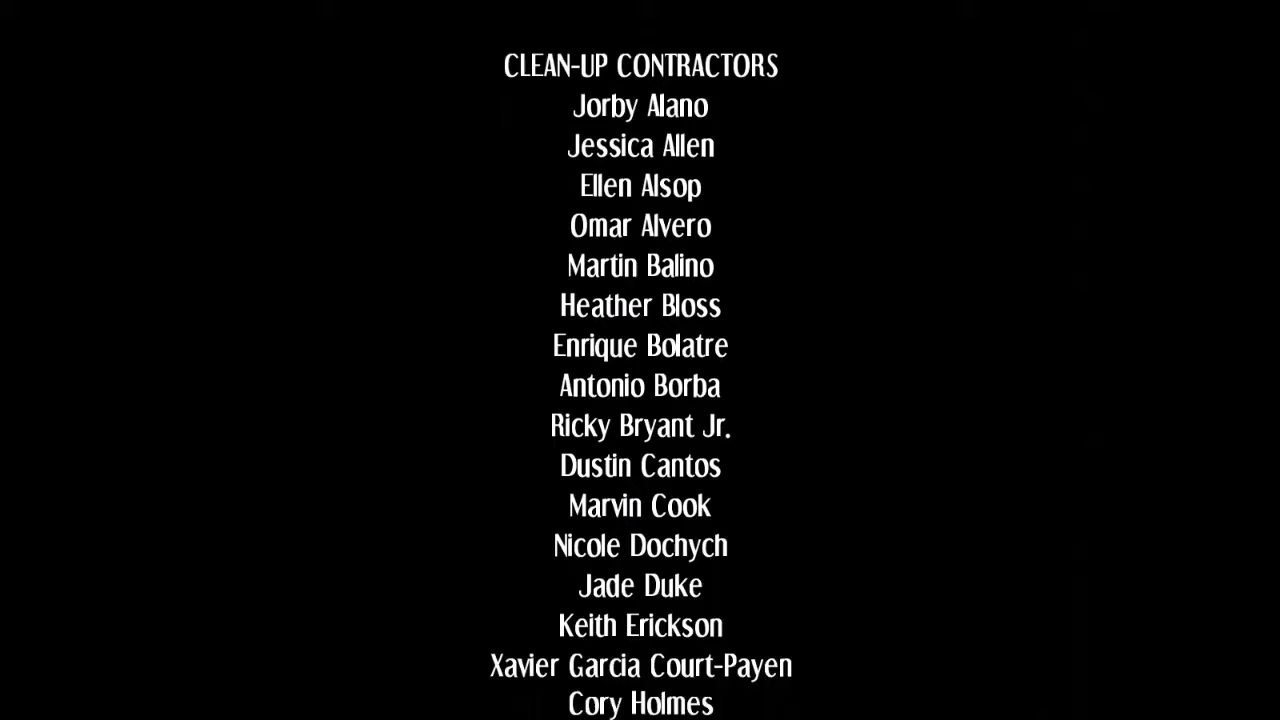 CLEAN-UP CONTRACTORS
Jorby Alano
Jessica Allen
Ellen Alsop
Omar Alvero
Martin Balino
Heather Bloss
Enrique Bolatre
Antonio Borba
Ricky Bryant Jr.
Dustin Cantos
Marvin Cook
Nicole Dochych
Jade Duke
Keith Erickson
Xavier Garcia Court-Payen
Cory Holmes